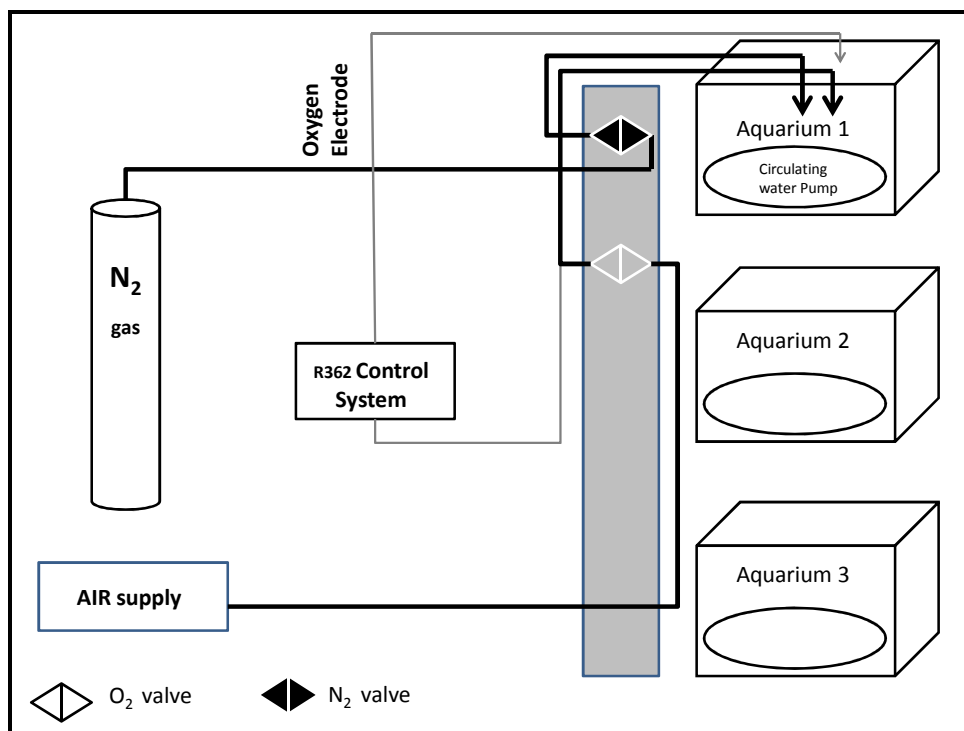 Oxygen
Electrode
Aquarium 1
Circulating
water Pump
N₂
gas
R362 Control
System
Aquarium 2
Aquarium 3
AIR supply
O₂ valve
N₂ valve